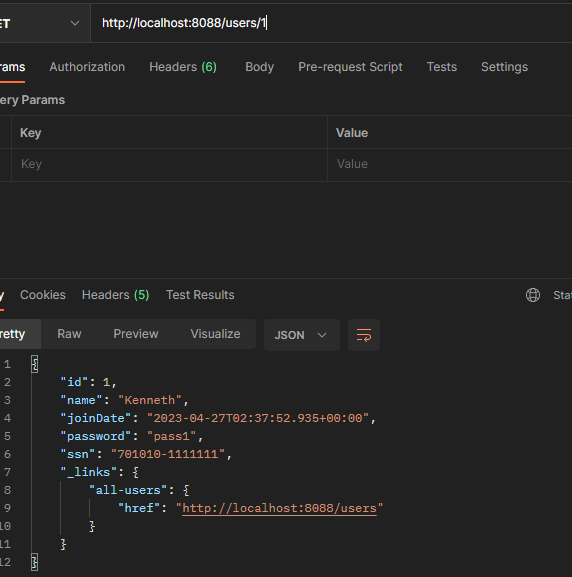 ET http://localhost:8088/users/1
rams Authorization Headers (6) Body Pre-request Script Tests Settings
ery Params
Key Value
Key Value
y Cookies Headers (5) Test Results Stat
retty Raw Preview Visualize JSON
1 {
2 "id": 1,
3 "name": "Kenneth",
4 "joinDate": "2023-04-27T02:37:52.935+00:00",
5 "password": "pass1",
6 "ssn": "701010-1111111",
7 "_links": {
8 "all-users": {
9 "href": "http://localhost:8088/users"
10 }
11 }
12 }